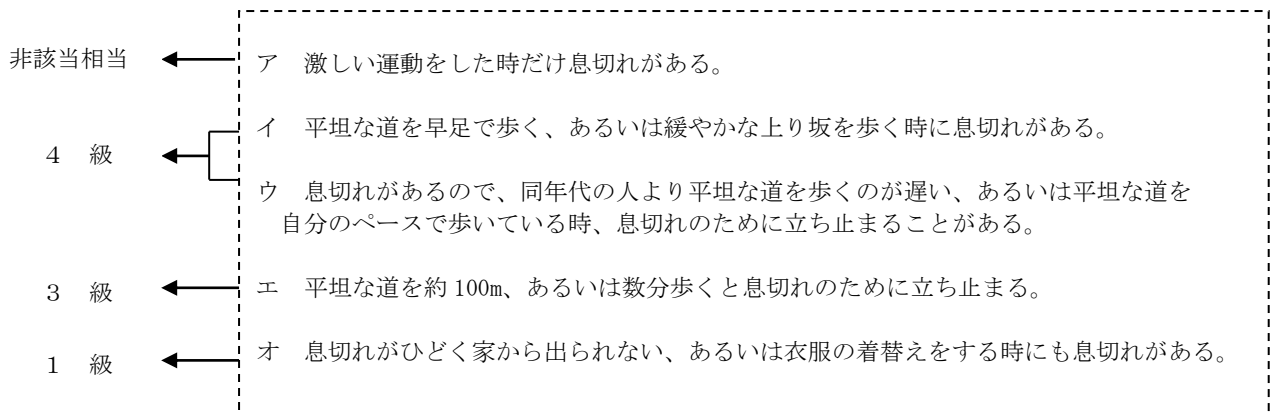 非該当相当
ア 激しい運動をした時だけ息切れがある。
イ 平坦な道を早足で歩く、あるいは緩やかな上り坂を歩く時に息切れがある。
4 級
ウ 息切れがあるので、同年代の人より平坦な道を歩くのが遅い、あるいは平坦な道を
自分のペースで歩いている時、息切れのために立ち止まることがある。
3 級
エ 平坦な道を約 100m、あるいは数分歩くと息切れのために立ち止まる。
1 級
オ 息切れがひどく家から出られない、あるいは衣服の着替えをする時にも息切れがある。